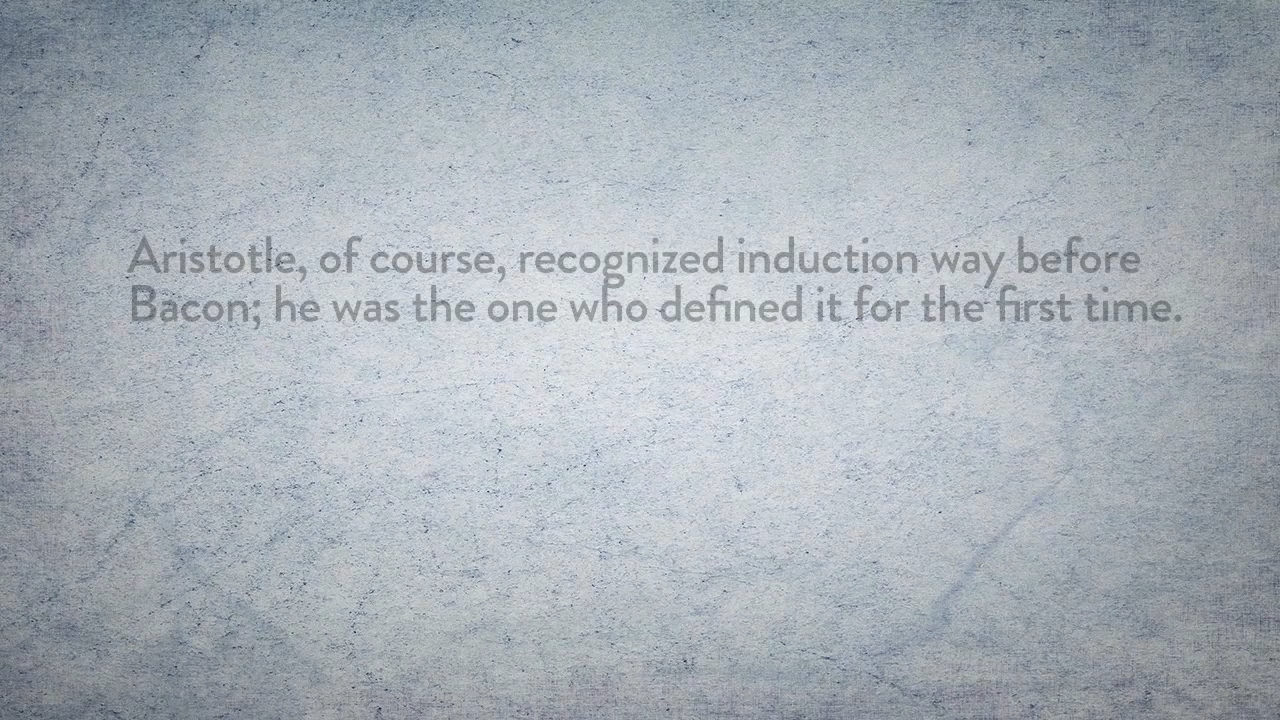 Aristotle, of course, recognized induction way before
Bacon; he was the one who defined it for the first time.